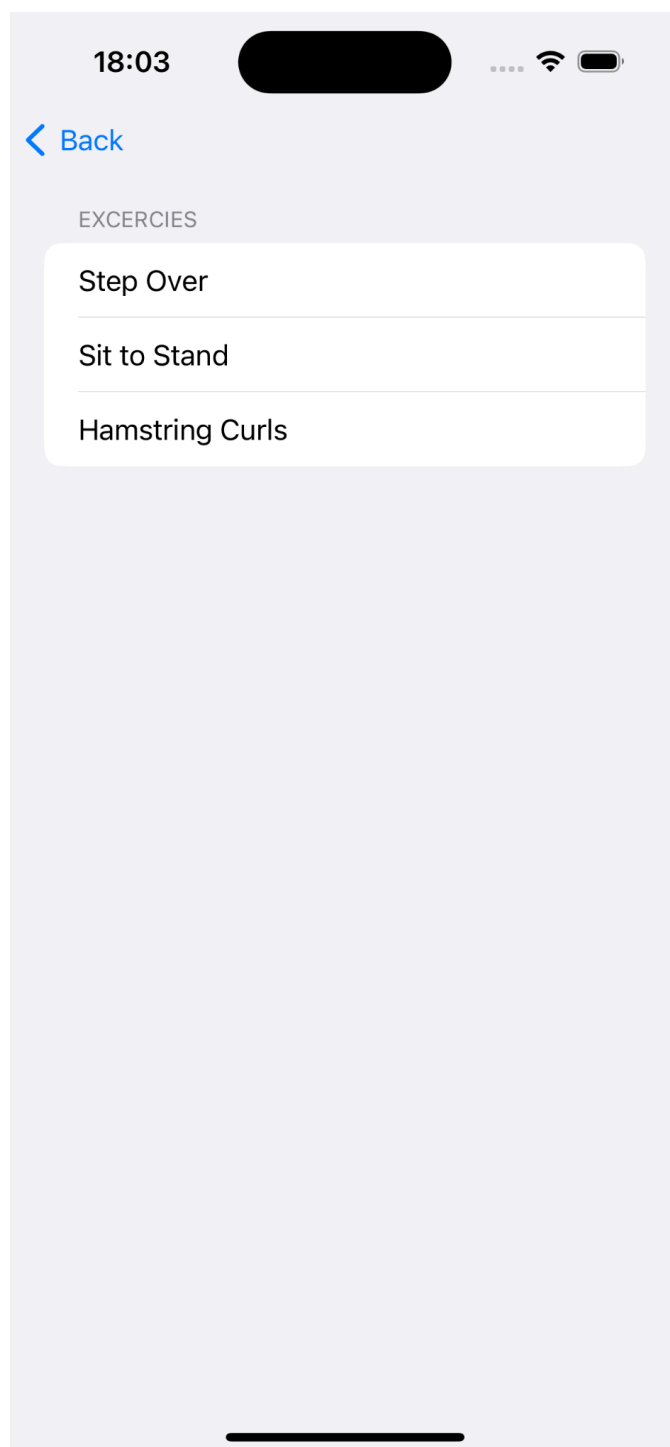 18:03
Back
EXCERCIES
Step Over
Sit to Stand
Hamstring Curls